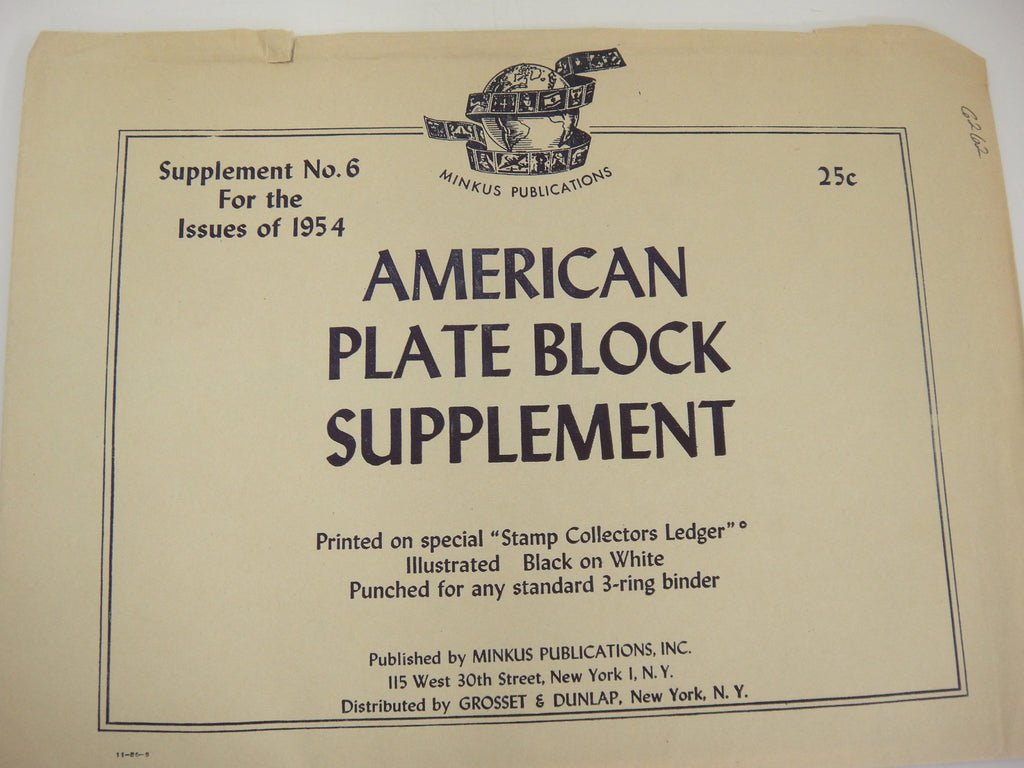 MINKUS PUBLICATIONS
Supplement No. 6
For the
Issues of 1954
25c
6262
AMERICAN
PLATE BLOCK
SUPPLEMENT
Printed on special “Stamp Collectors Ledger”°
Illustrated Black on White
Punched for any standard 3-ring binder
Published by MINKUS PUBLICATIONS, INC.
115 West 30th Street, New York 1, N. Y.
Distributed by GROSSET & DUNLAP, New York, N. Y.